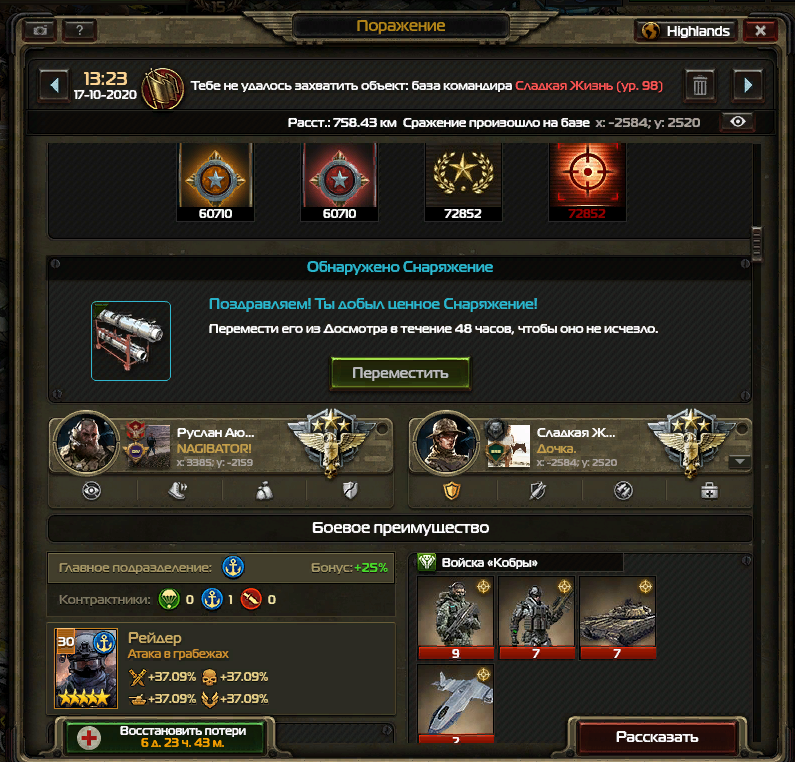 15
Поражение
?
Highlands
13:23
17-10-2020
Тебе не удалось захватить объект: база командира Сладкая Жизнь (ур. 98)
Расст.: 758.43 км Сражение произошло на базе x: -2584; y: 2520
60710
60710
72852
72852
Обнаружено Снаряжение
Поздравляем! Ты добыл ценное Снаряжение!
Перемести его из Досмотра в течение 48 часов, чтобы оно не исчезло.
Переместить
Руслан Аю...
NAGIBATOR!
x: 3385; y: -2159
Сладкая Ж...
Дочка.
x: -2584; y: 2520
Боевое преимущество
Главное подразделение:
Бонус:+25%
Контрактники:
0
1
0
30
Рейдер
Атака в грабежах
+37.09%
+37.09%
+37.09%
+37.09%
Войска «Кобры»
9
7
7
2
Восстановить потери
6 д. 23 ч. 43 м.
Рассказать